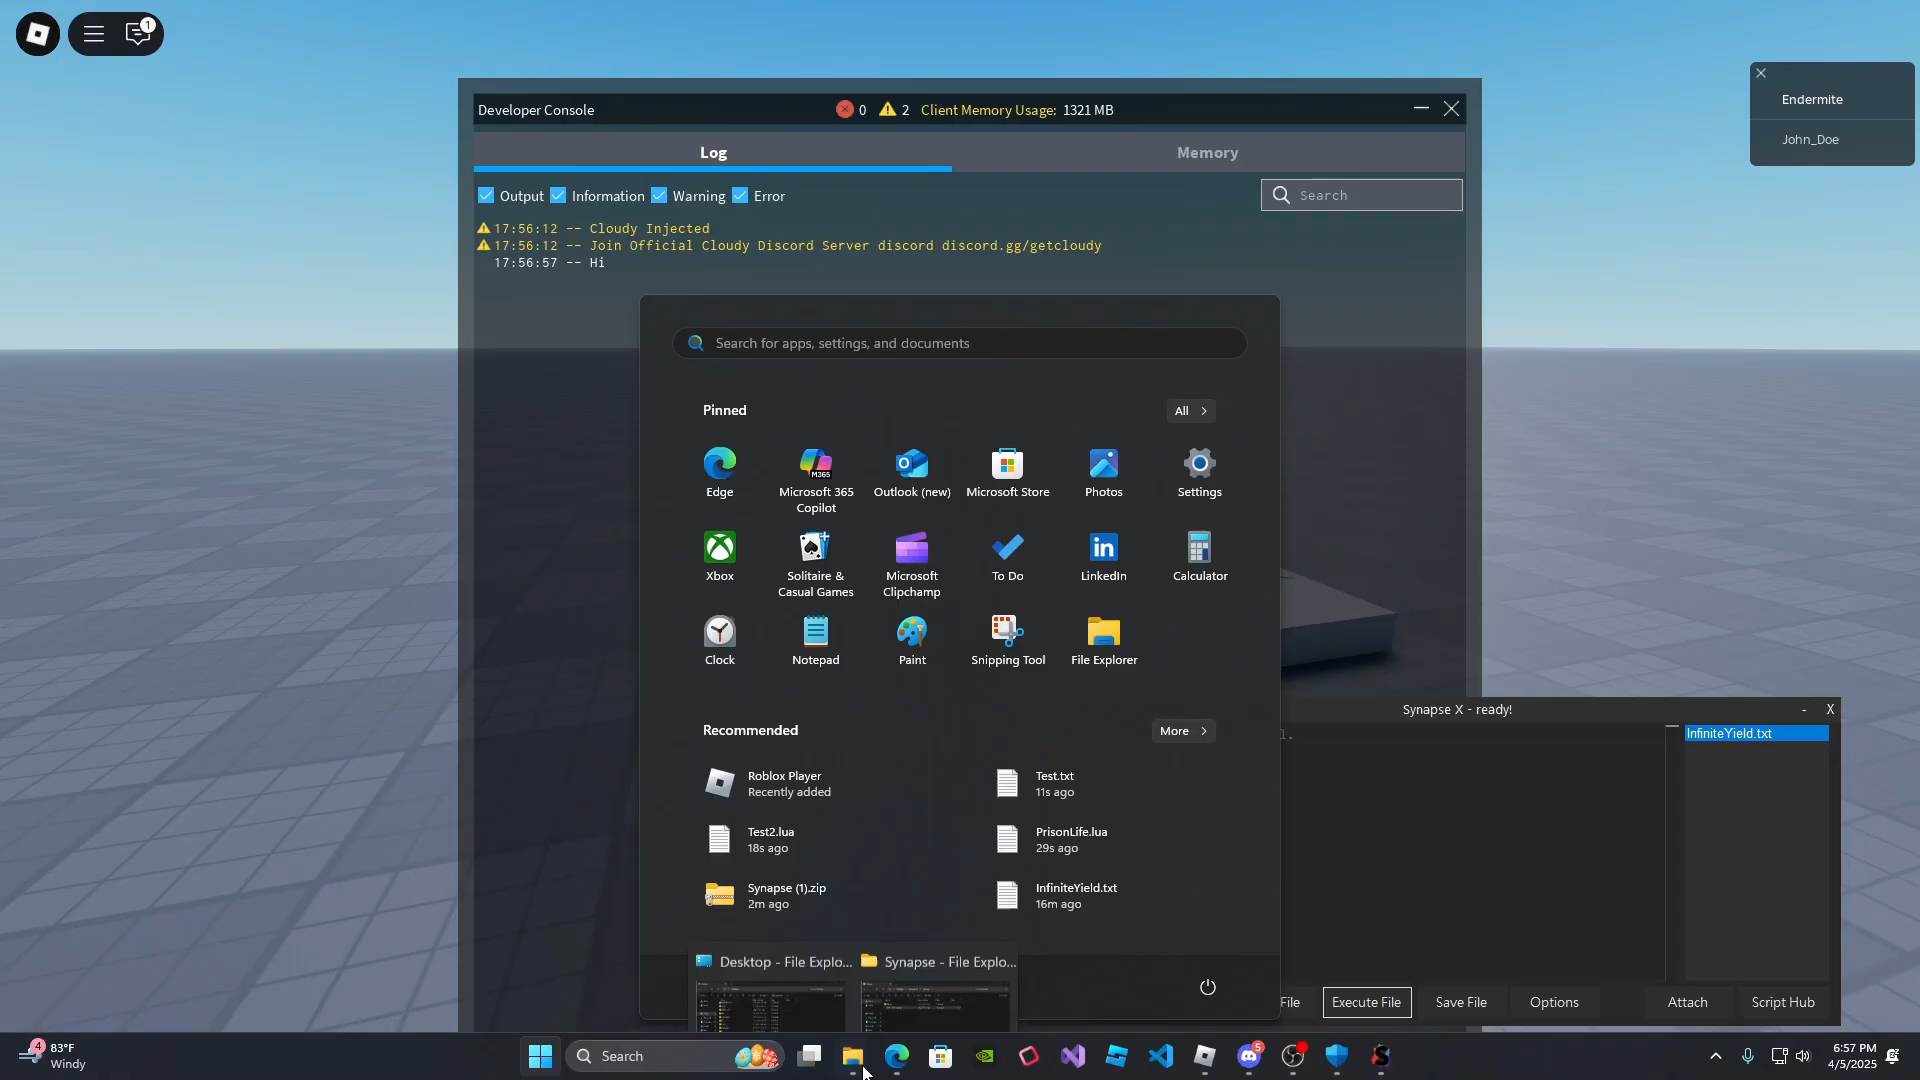 1
Endermite
John_Doe
Developer Console
0
2
Client Memory Usage: 1321 MB
Log
Memory
Output
Information
Warning
Error
Search
17:56:12 -- Cloudy Injected
17:56:12 -- Join Official Cloudy Discord Server discord discord.gg/getcloudy
17:56:57 -- Hi
Search for apps, settings, and documents
Pinned
All
Edge
Microsoft 365
Copilot
M365
Outlook (new)
Microsoft Store
Photos
Settings
Xbox
Solitaire &
Casual Games
Microsoft
Clipchamp
To Do
LinkedIn
Calculator
Clock
Notepad
Paint
Snipping Tool
File Explorer
Recommended
More
Roblox Player
Recently added
Test.txt
11s ago
Test2.lua
18s ago
PrisonLife.lua
29s ago
Synapse (1).zip
2m ago
InfiniteYield.txt
16m ago
Desktop - File Explo...
Synapse - File Explo...
Synapse X - ready!
-
X
InfiniteYield.txt
File
Execute File
Save File
Options
Attach
Script Hub
4
83°F
Windy
Search
5
6:57 PM
4/5/2025